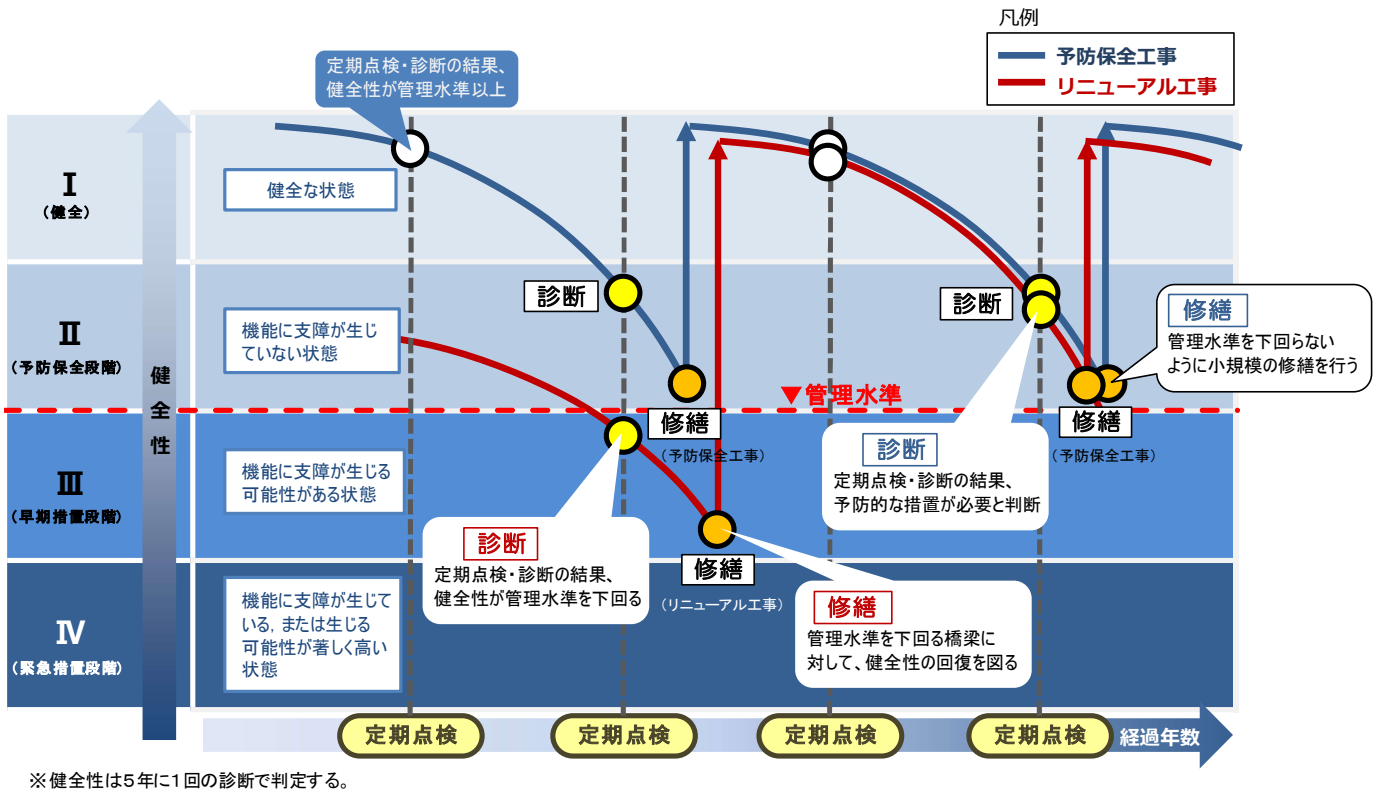 凡例
予防保全工事
リニューアル工事
定期点検・診断の結果、
健全性が管理水準以上
Ⅰ
（健全）
健全な状態
Ⅱ
（予防保全段階）
機能に支障が生じ
ていない状態
診断
診断
修繕
管理水準を下回らない
ように小規模の修繕を行う
健全性
▼管理水準
修繕
（予防保全工事）
修繕
（予防保全工事）
Ⅲ
（早期措置段階）
機能に支障が生じる
可能性がある状態
診断
定期点検・診断の結果、
予防的な措置が必要と判断
診断
定期点検・診断の結果、
健全性が管理水準を下回る
修繕
（リニューアル工事）
Ⅳ
（緊急措置段階）
機能に支障が生じて
いる，または生じる
可能性が著しく高い
状態
修繕
管理水準を下回る橋梁に
対して、健全性の回復を図る
定期点検
定期点検
定期点検
定期点検
経過年数
※健全性は５年に１回の診断で判定する。